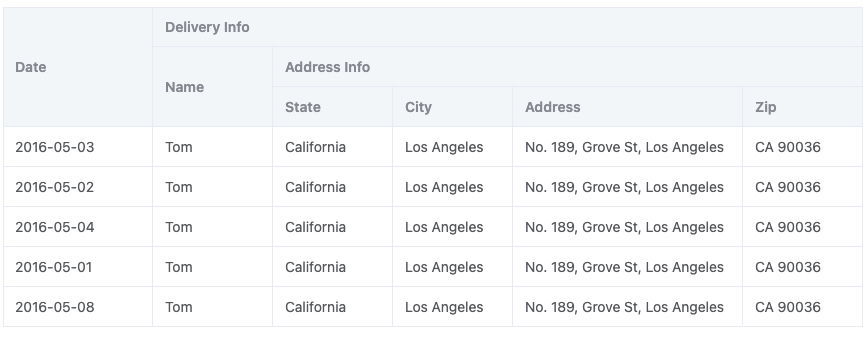 Delivery Info
Date
Address Info
Name
State City Address Zip
2016-05-03 Tom California Los Angeles No. 189, Grove St, Los Angeles CA 90036
2016-05-02 Tom California Los Angeles No. 189, Grove St, Los Angeles CA 90036
2016-05-04 Tom California Los Angeles No. 189, Grove St, Los Angeles CA 90036
2016-05-01 Tom California Los Angeles No. 189, Grove St, Los Angeles CA 90036
2016-05-08 Tom California Los Angeles No. 189, Grove St, Los Angeles CA 90036